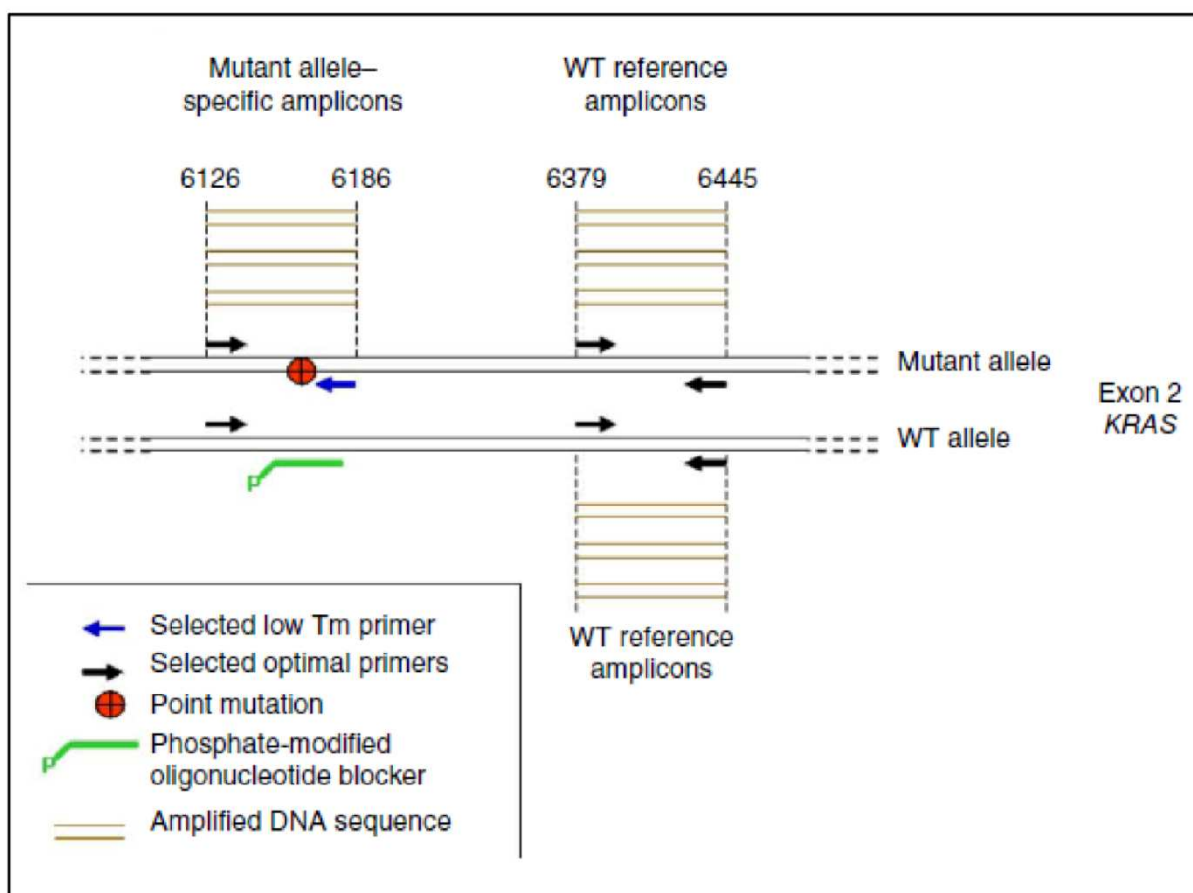 Mutant allele–
specific amplicons
WT reference
amplicons
6126
6186
6379
6445
Mutant allele
Exon 2
KRAS
WT allele
P
WT reference
amplicons
Selected low Tm primer
Selected optimal primers
Point mutation
P
Phosphate-modified
oligonucleotide blocker
Amplified DNA sequence